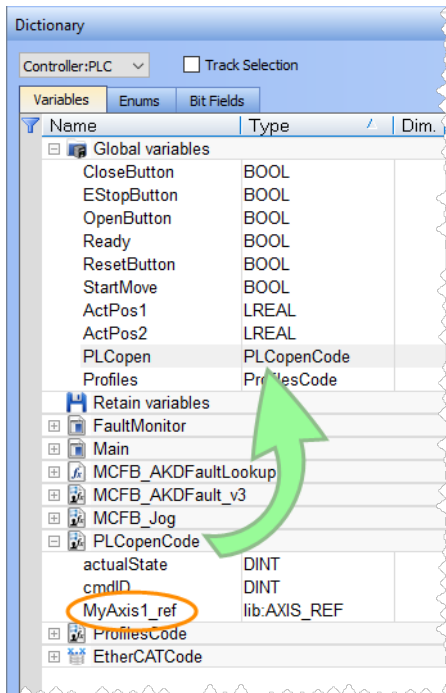 Dictionary
Controller:PLC Track Selection
Variables Enums Bit Fields
Name Type Dim.
Global variables
CloseButton BOOL
EStopButton BOOL
OpenButton BOOL
Ready BOOL
ResetButton BOOL
StartMove BOOL
ActPos1 LREAL
ActPos2 LREAL
PLCopen PLCopenCode
Profiles ProfilesCode
Retain variables
FaultMonitor
Main
MCFB_AKDFaultLookup
MCFB_AKDFault_v3
MCFB_Jog
PLCopenCode
actualState DINT
cmdID DINT
MyAxis1_ref lib:AXIS_REF
ProfilesCode
EtherCATCode